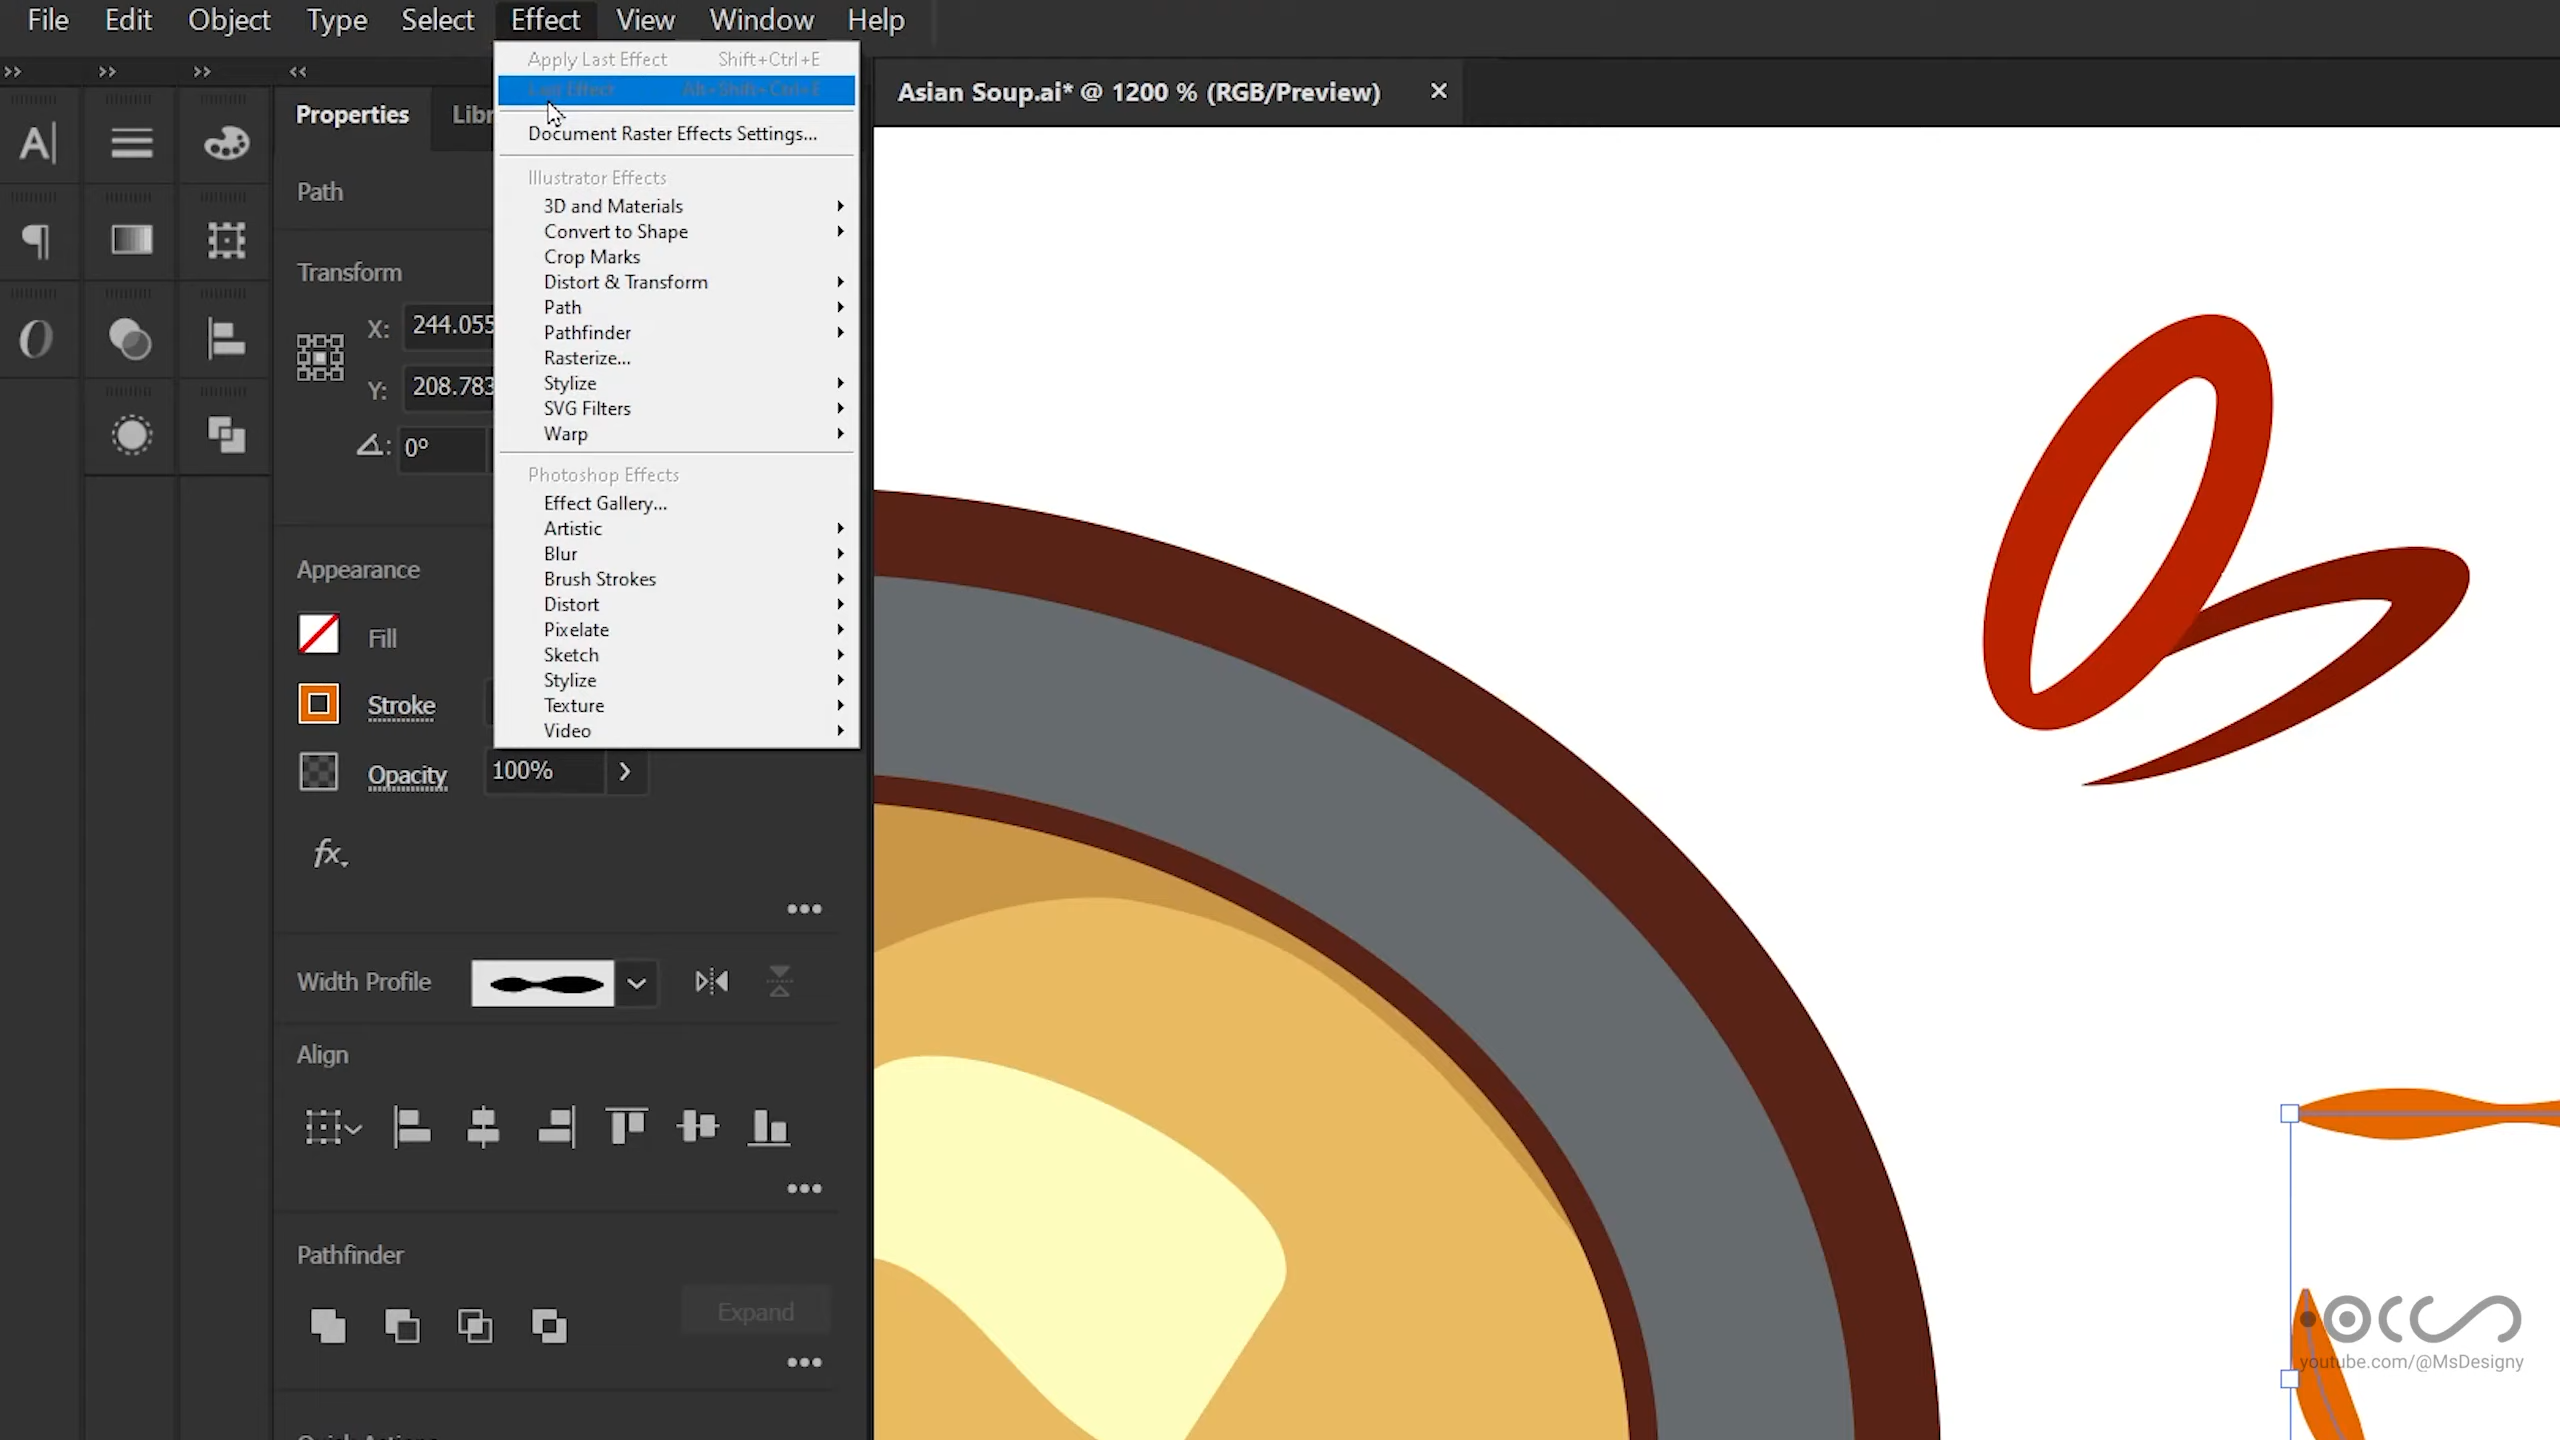 File Edit Object Type Select Effect View Window Help
Apply Last Effect Shift+Ctrl+E
Last Effect Alt+Shift+Ctrl+E
Document Raster Effects Settings...
Illustrator Effects
3D and Materials
Convert to Shape
Crop Marks
Distort & Transform
Path
Pathfinder
Rasterize...
Stylize
SVG Filters
Warp
Photoshop Effects
Effect Gallery...
Artistic
Blur
Brush Strokes
Distort
Pixelate
Sketch
Stylize
Texture
Video
Asian Soup.ai* @ 1200 % (RGB/Preview)
Properties Libr
Path
Transform
X: 244.055
Y: 208.783
0°
Appearance
Fill
Stroke
Opacity 100%
fx
Width Profile
Align
Pathfinder
Expand
youtube.com/@MsDesigny